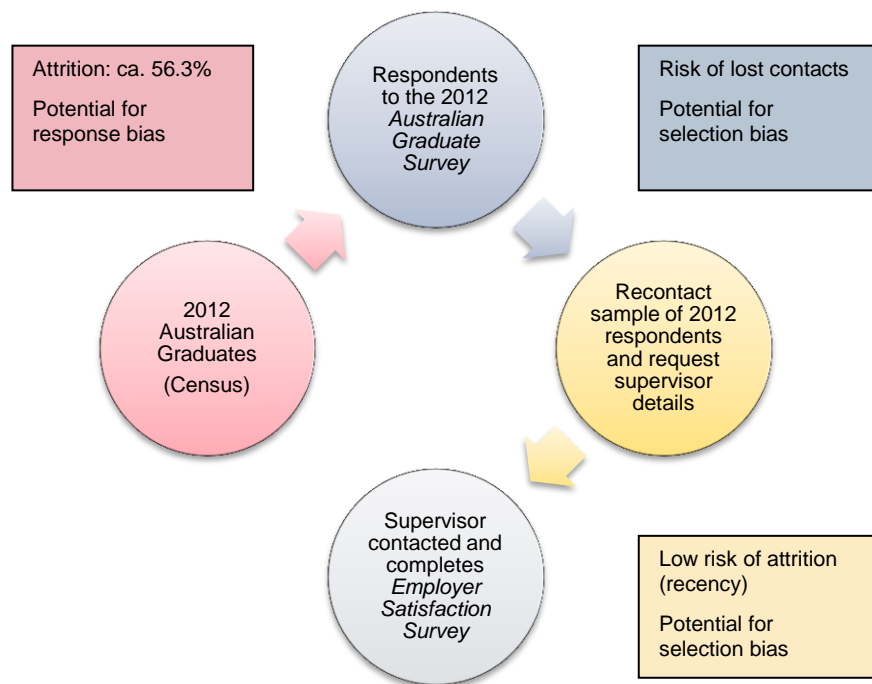 Attrition: ca. 56.3%
Potential for
response bias
Respondents
to the 2012
Australian
Graduate
Survey
Risk of lost contacts
Potential for
selection bias
2012
Australian
Graduates
(Census)
Recontact
sample of 2012
respondents
and request
supervisor
details
Supervisor
contacted and
completes
Employer
Satisfaction
Survey
Low risk of attrition
(recency)
Potential for
selection bias